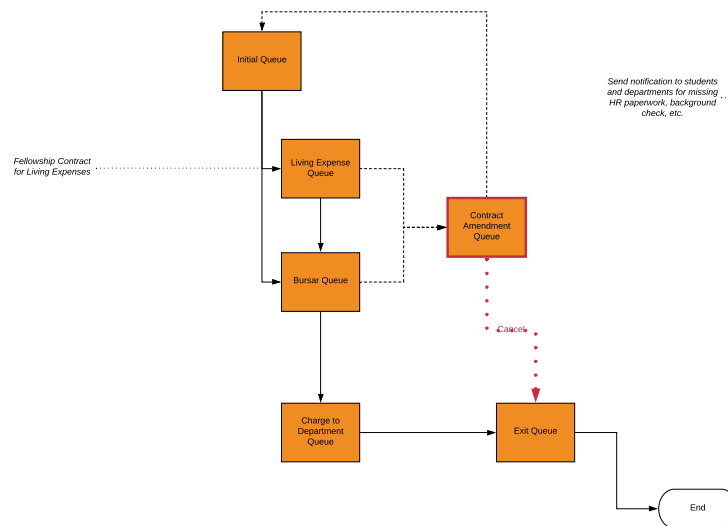 Initial Queue
Send notification to students
and departments for missing
HR paperwork, background
check, etc.
Fellowship Contract
for Living Expenses
Living Expense
Queue
Contract
Amendment
Queue
Bursar Queue
Cancel
Charge to
Department
Queue
Exit Queue
End